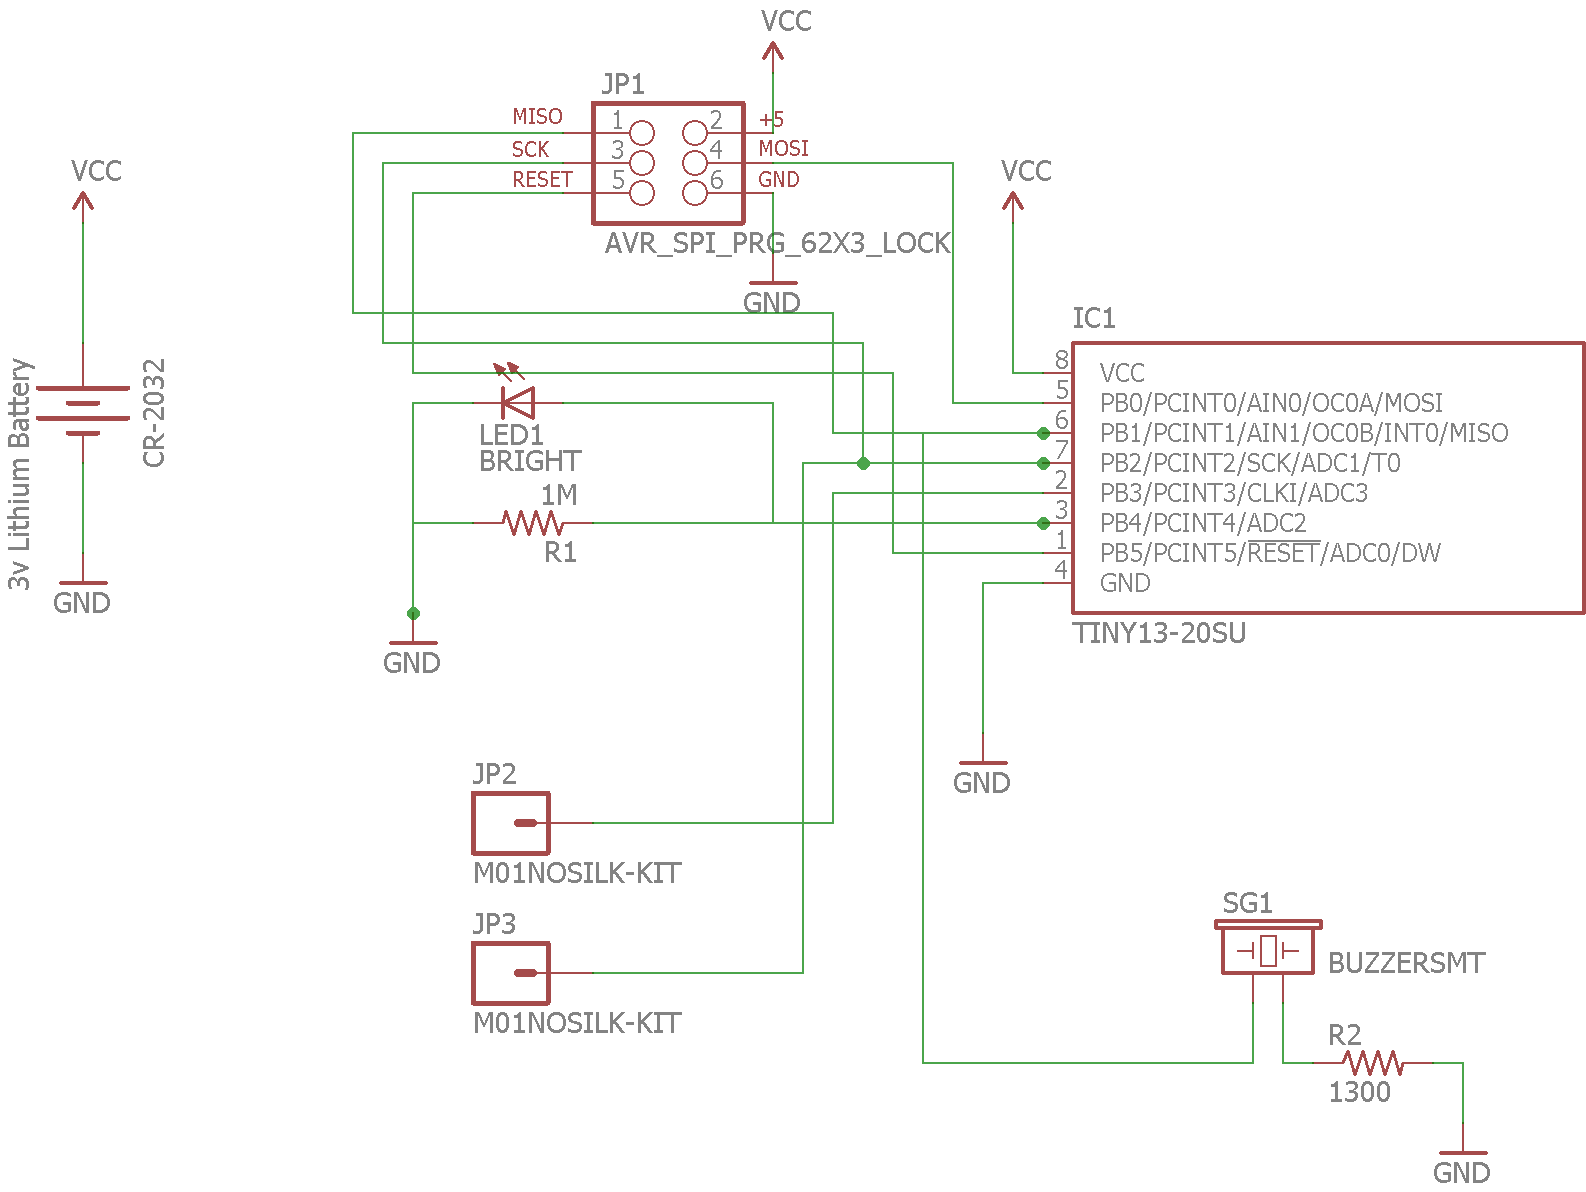 VCC
JP1
MISO
1
2
+5
SCK
3
4
MOSI
RESET
5
6
GND
AVR_SPI_PRG_62X3_LOCK
GND
VCC
3v Lithium Battery
CR-2032
GND
VCC
IC1
8
VCC
5
PB0/PCINT0/AIN0/OC0A/MOSI
6
PB1/PCINT1/AIN1/OC0B/INT0/MISO
7
PB2/PCINT2/SCK/ADC1/T0
2
PB3/PCINT3/CLKI/ADC3
3
PB4/PCINT4/ADC2
1
PB5/PCINT5/RESET/ADC0/DW
4
GND
TINY13-20SU
LED1
BRIGHT
1M
R1
GND
GND
JP2
M01NOSILK-KIT
JP3
M01NOSILK-KIT
SG1
BUZZERSMT
R2
1300
GND